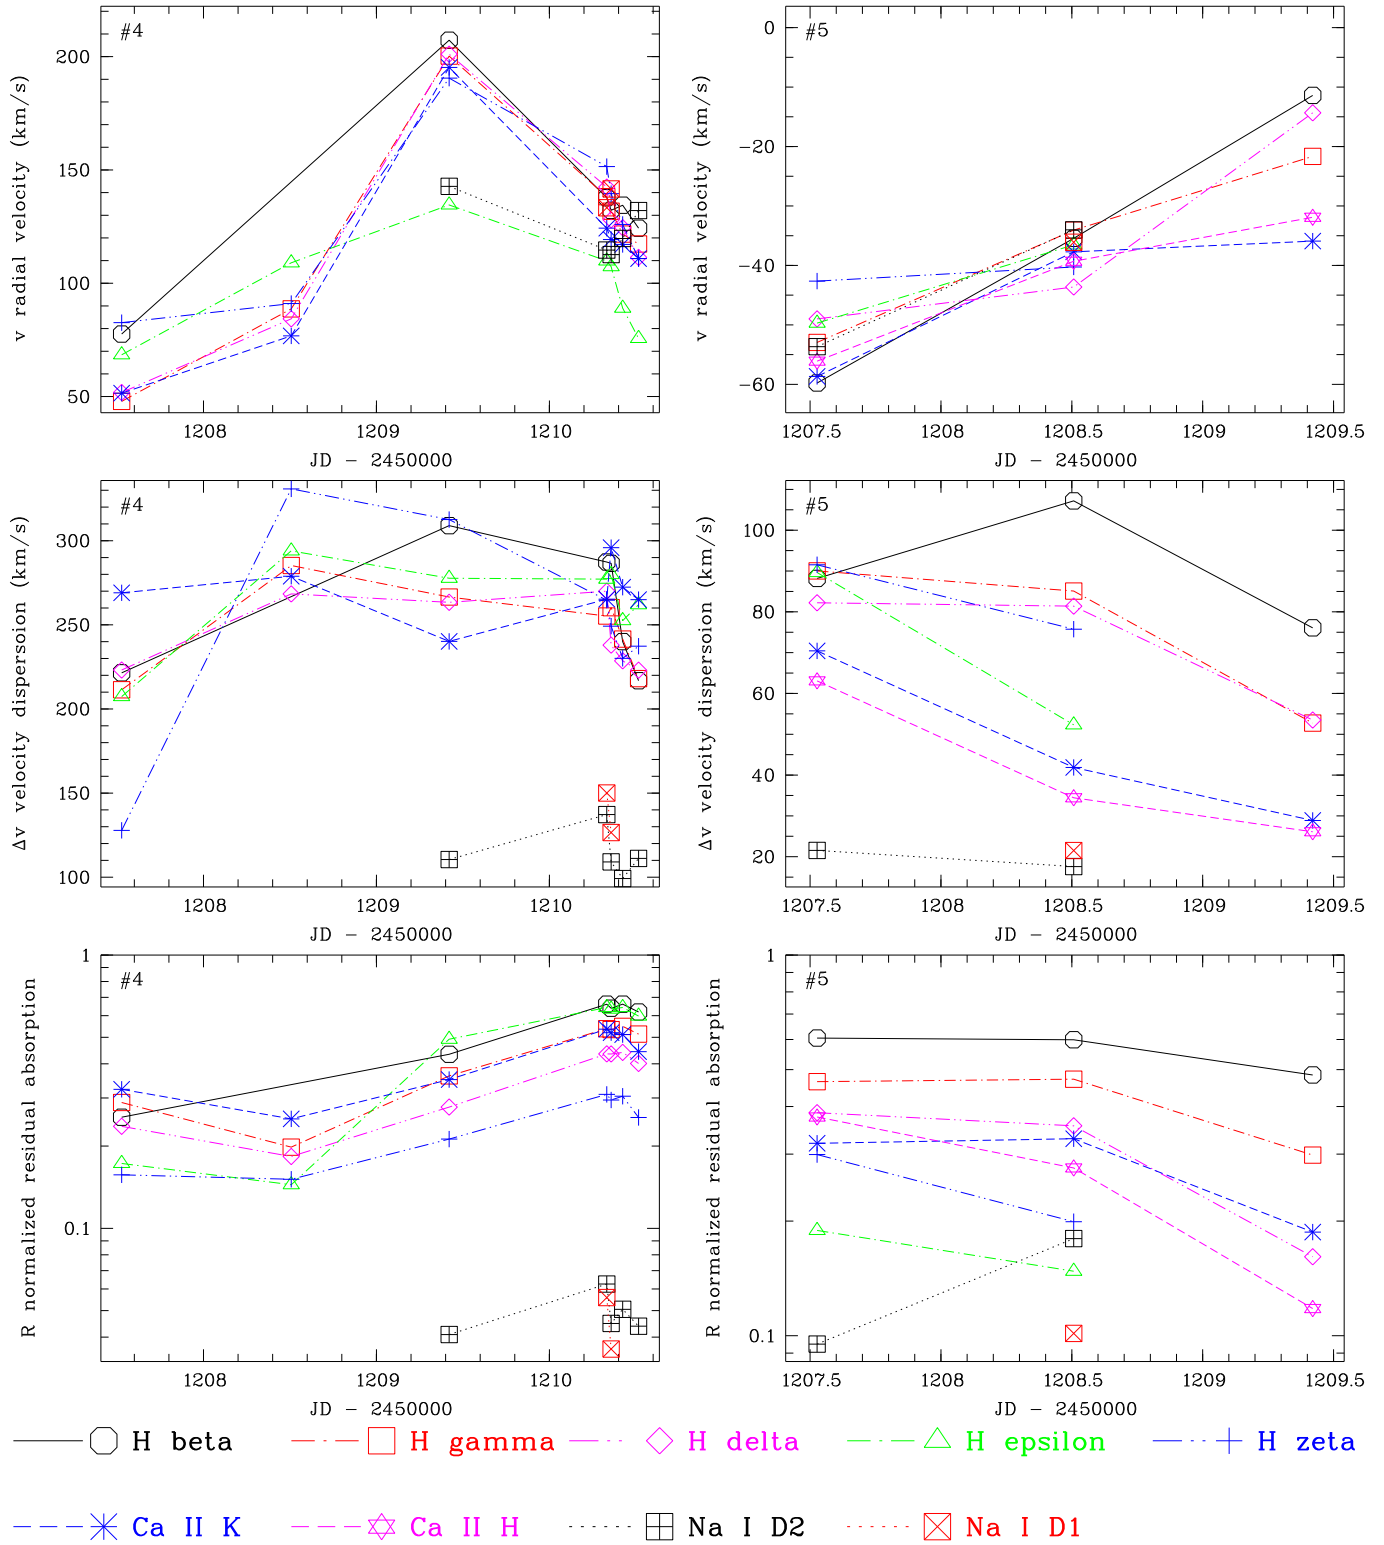 #4
v radial velocity (km/s)
200
150
100
50
1208 1209 1210
JD - 2450000
#5
v radial velocity (km/s)
0
-20
-40
-60
1207.5 1208 1208.5 1209 1209.5
JD - 2450000
#4
Δv velocity dispersion (km/s)
300
250
200
150
100
1208 1209 1210
JD - 2450000
#5
Δv velocity dispersion (km/s)
100
80
60
40
20
1207.5 1208 1208.5 1209 1209.5
JD - 2450000
#4
R normalized residual absorption
1
0.1
1208 1209 1210
JD - 2450000
#5
R normalized residual absorption
1
0.1
1207.5 1208 1208.5 1209 1209.5
JD - 2450000
H beta H gamma H delta H epsilon H zeta
Ca II K Ca II H Na I D2 Na I D1